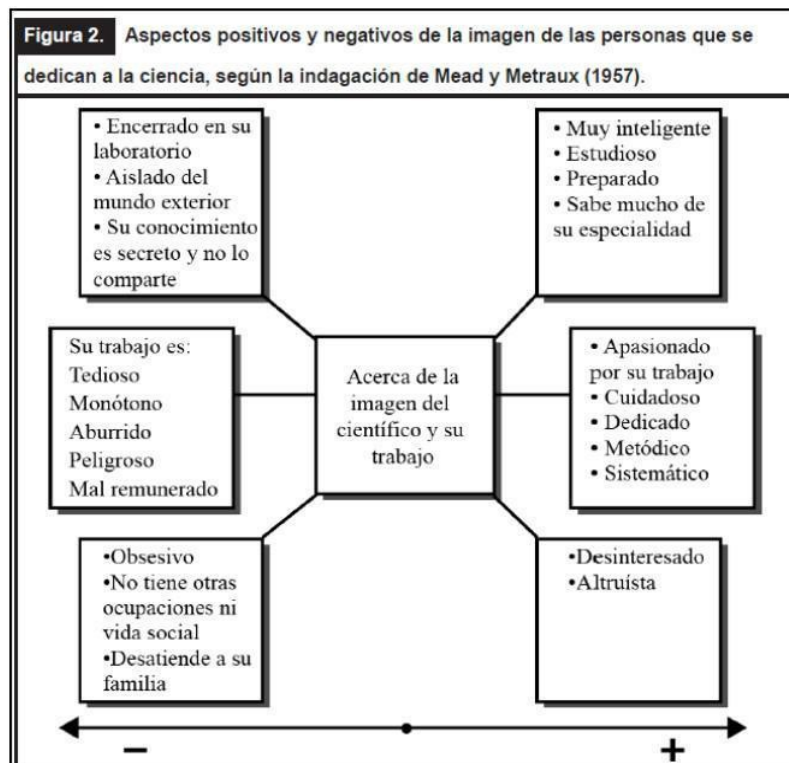 Figura 2. Aspectos positivos y negativos de la imagen de las personas que se
dedican a la ciencia, según la indagación de Mead y Metraux (1957).
• Encerrado en su
laboratorio
• Aislado del
mundo exterior
• Su conocimiento
es secreto y no lo
comparte
• Muy inteligente
• Estudioso
• Preparado
• Sabe mucho de
su especialidad
Su trabajo es:
Tedioso
Monótono
Aburrido
Peligroso
Mal remunerado
Acerca de la
imagen del
científico y su
trabajo
• Apasionado
por su trabajo
• Cuidadoso
• Dedicado
• Metódico
• Sistemático
•Obsesivo
•No tiene otras
ocupaciones ni
vida social
•Desatiende a su
familia
•Desinteresado
•Altruísta
− +